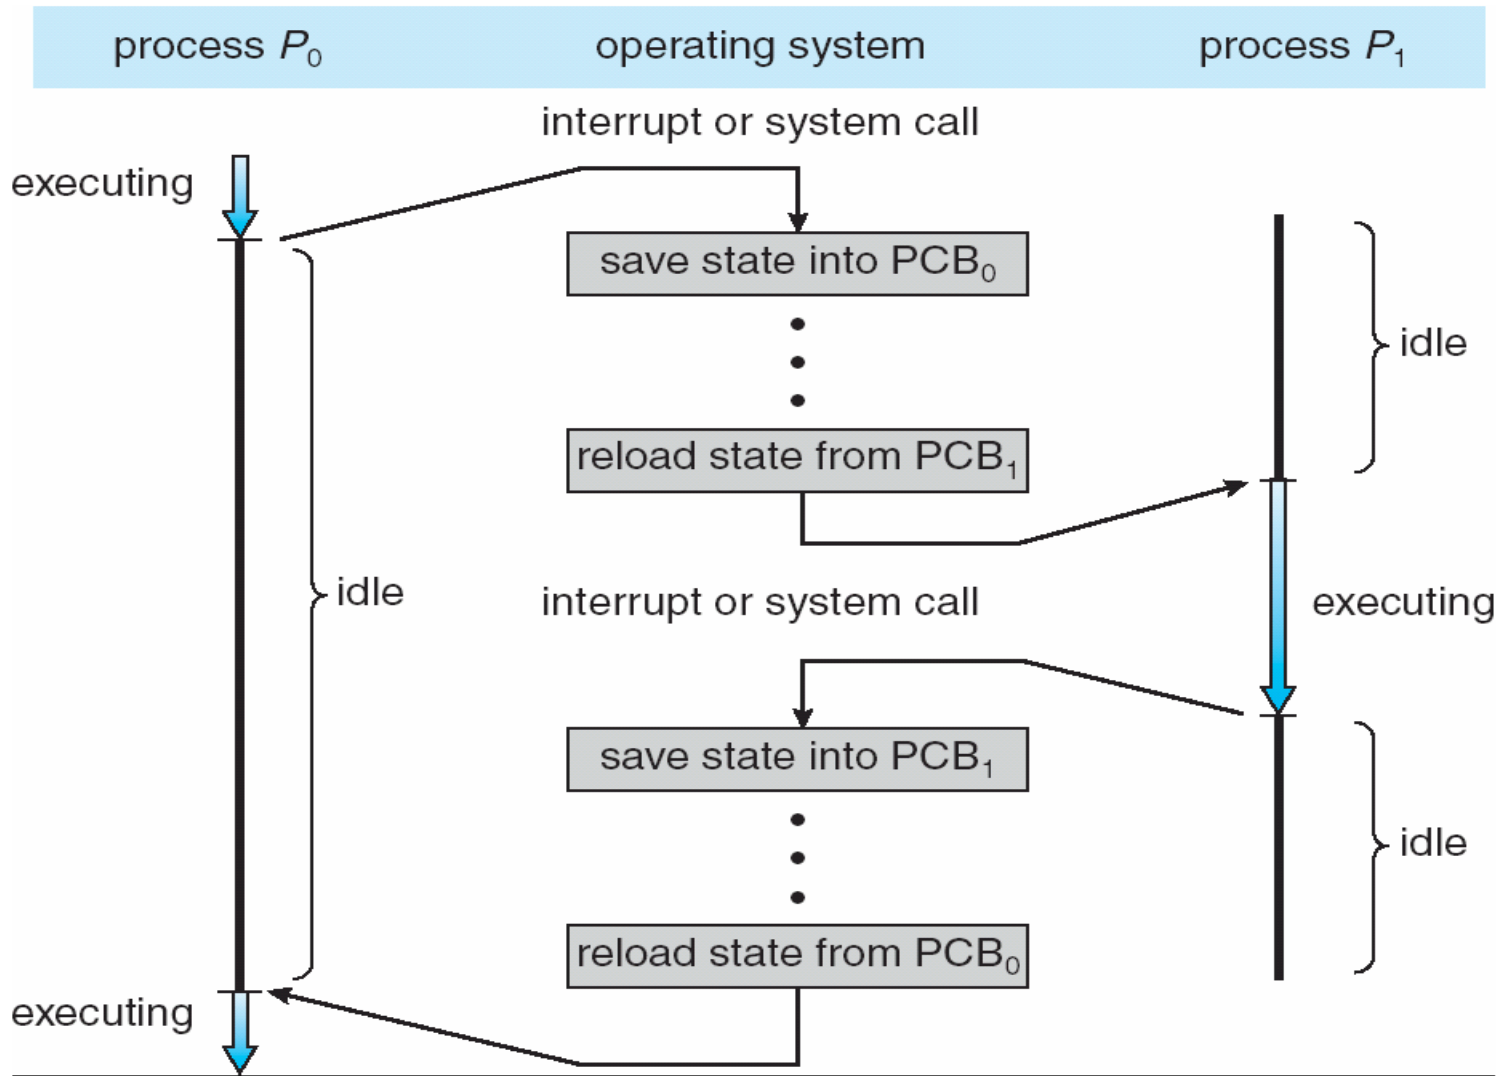 process P₀
operating system
process P₁
interrupt or system call
executing
save state into PCB₀
idle
reload state from PCB₁
idle
interrupt or system call
executing
save state into PCB₁
idle
reload state from PCB₀
executing